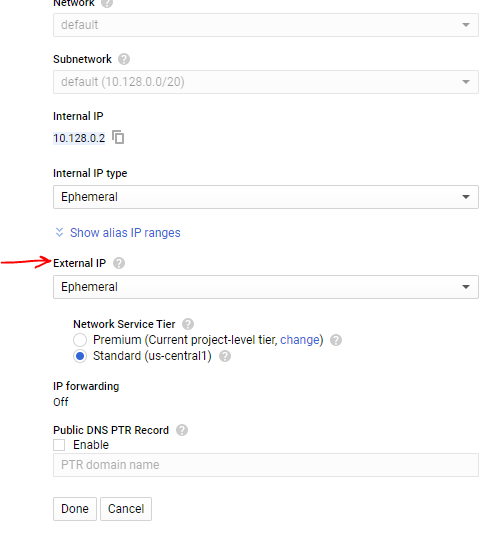 Network
default
Subnetwork
default (10.128.0.0/20)
Internal IP
10.128.0.2
Internal IP type
Ephemeral
Show alias IP ranges
External IP
Ephemeral
Network Service Tier
Premium (Current project-level tier, change)
Standard (us-central1)
IP forwarding
Off
Public DNS PTR Record
Enable
PTR domain name
Done Cancel